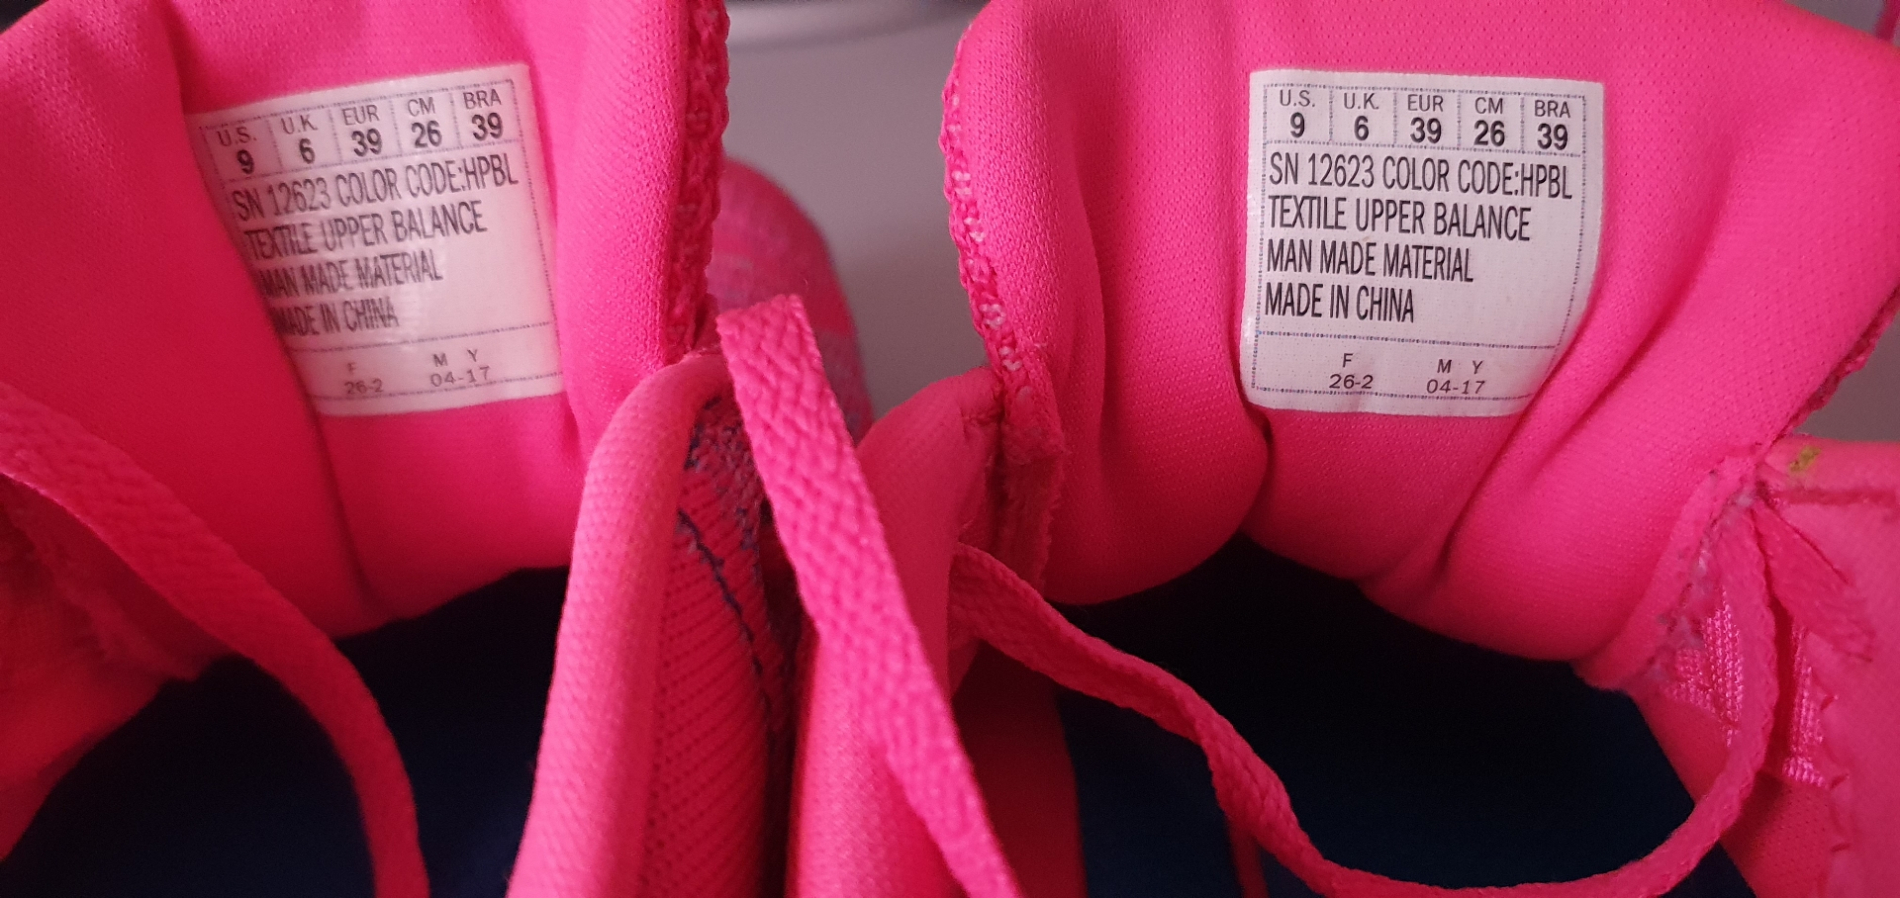 U.S. U.K. EUR CM BRA
9 6 39 26 39
SN 12623 COLOR CODE:HPBL
TEXTILE UPPER BALANCE
MAN MADE MATERIAL
MADE IN CHINA
F M Y
26-2 04-17
U.S. U.K. EUR CM BRA
9 6 39 26 39
SN 12623 COLOR CODE:HPBL
TEXTILE UPPER BALANCE
MAN MADE MATERIAL
MADE IN CHINA
F M Y
26-2 04-17